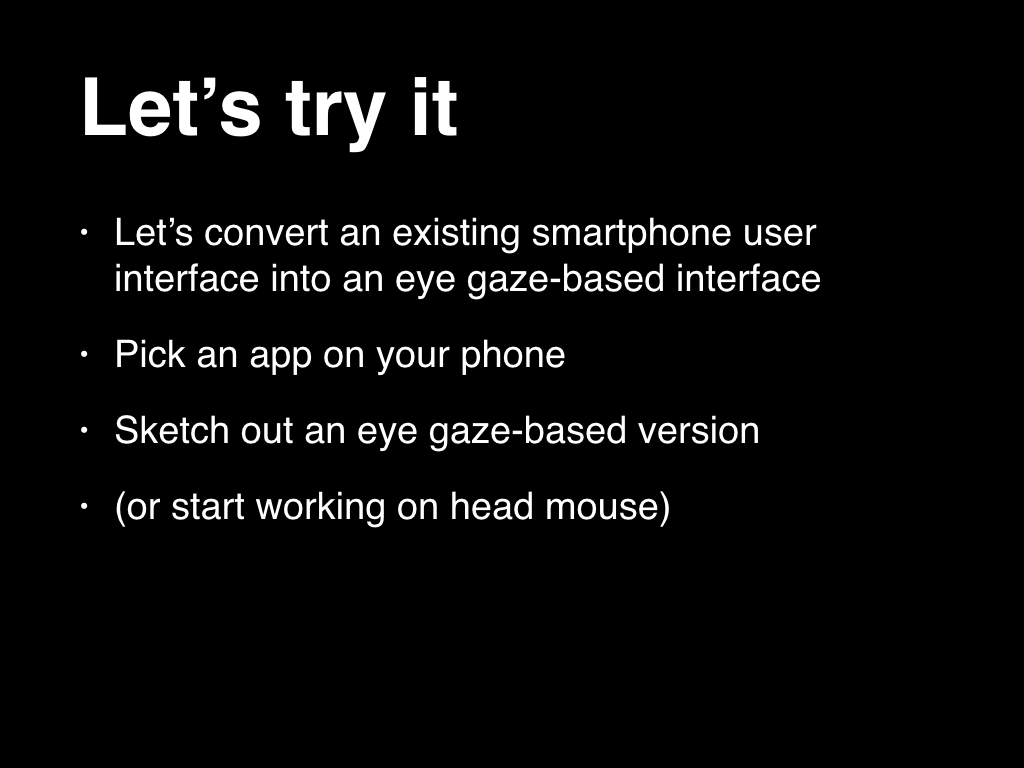 Let’s try it
• Let’s convert an existing smartphone user
interface into an eye gaze-based interface
• Pick an app on your phone
• Sketch out an eye gaze-based version
• (or start working on head mouse)